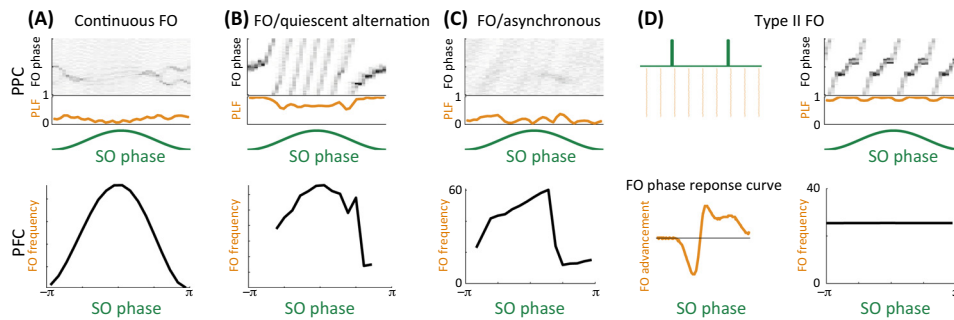 (A) Continuous FO
(B) FO/quiescent alternation
(C) FO/asynchronous
(D) Type II FO
PPC
FO phase
FO phase
FO phase
FO phase
1
0
PLF
1
0
PLF
1
0
PLF
1
0
PLF
SO phase
SO phase
SO phase
PFC
FO frequency
−π
π
SO phase
FO frequency
−π
π
SO phase
60
0
FO frequency
−π
π
SO phase
FO phase reponse curve
FO advancement
SO phase
40
0
FO frequency
−π
SO phase